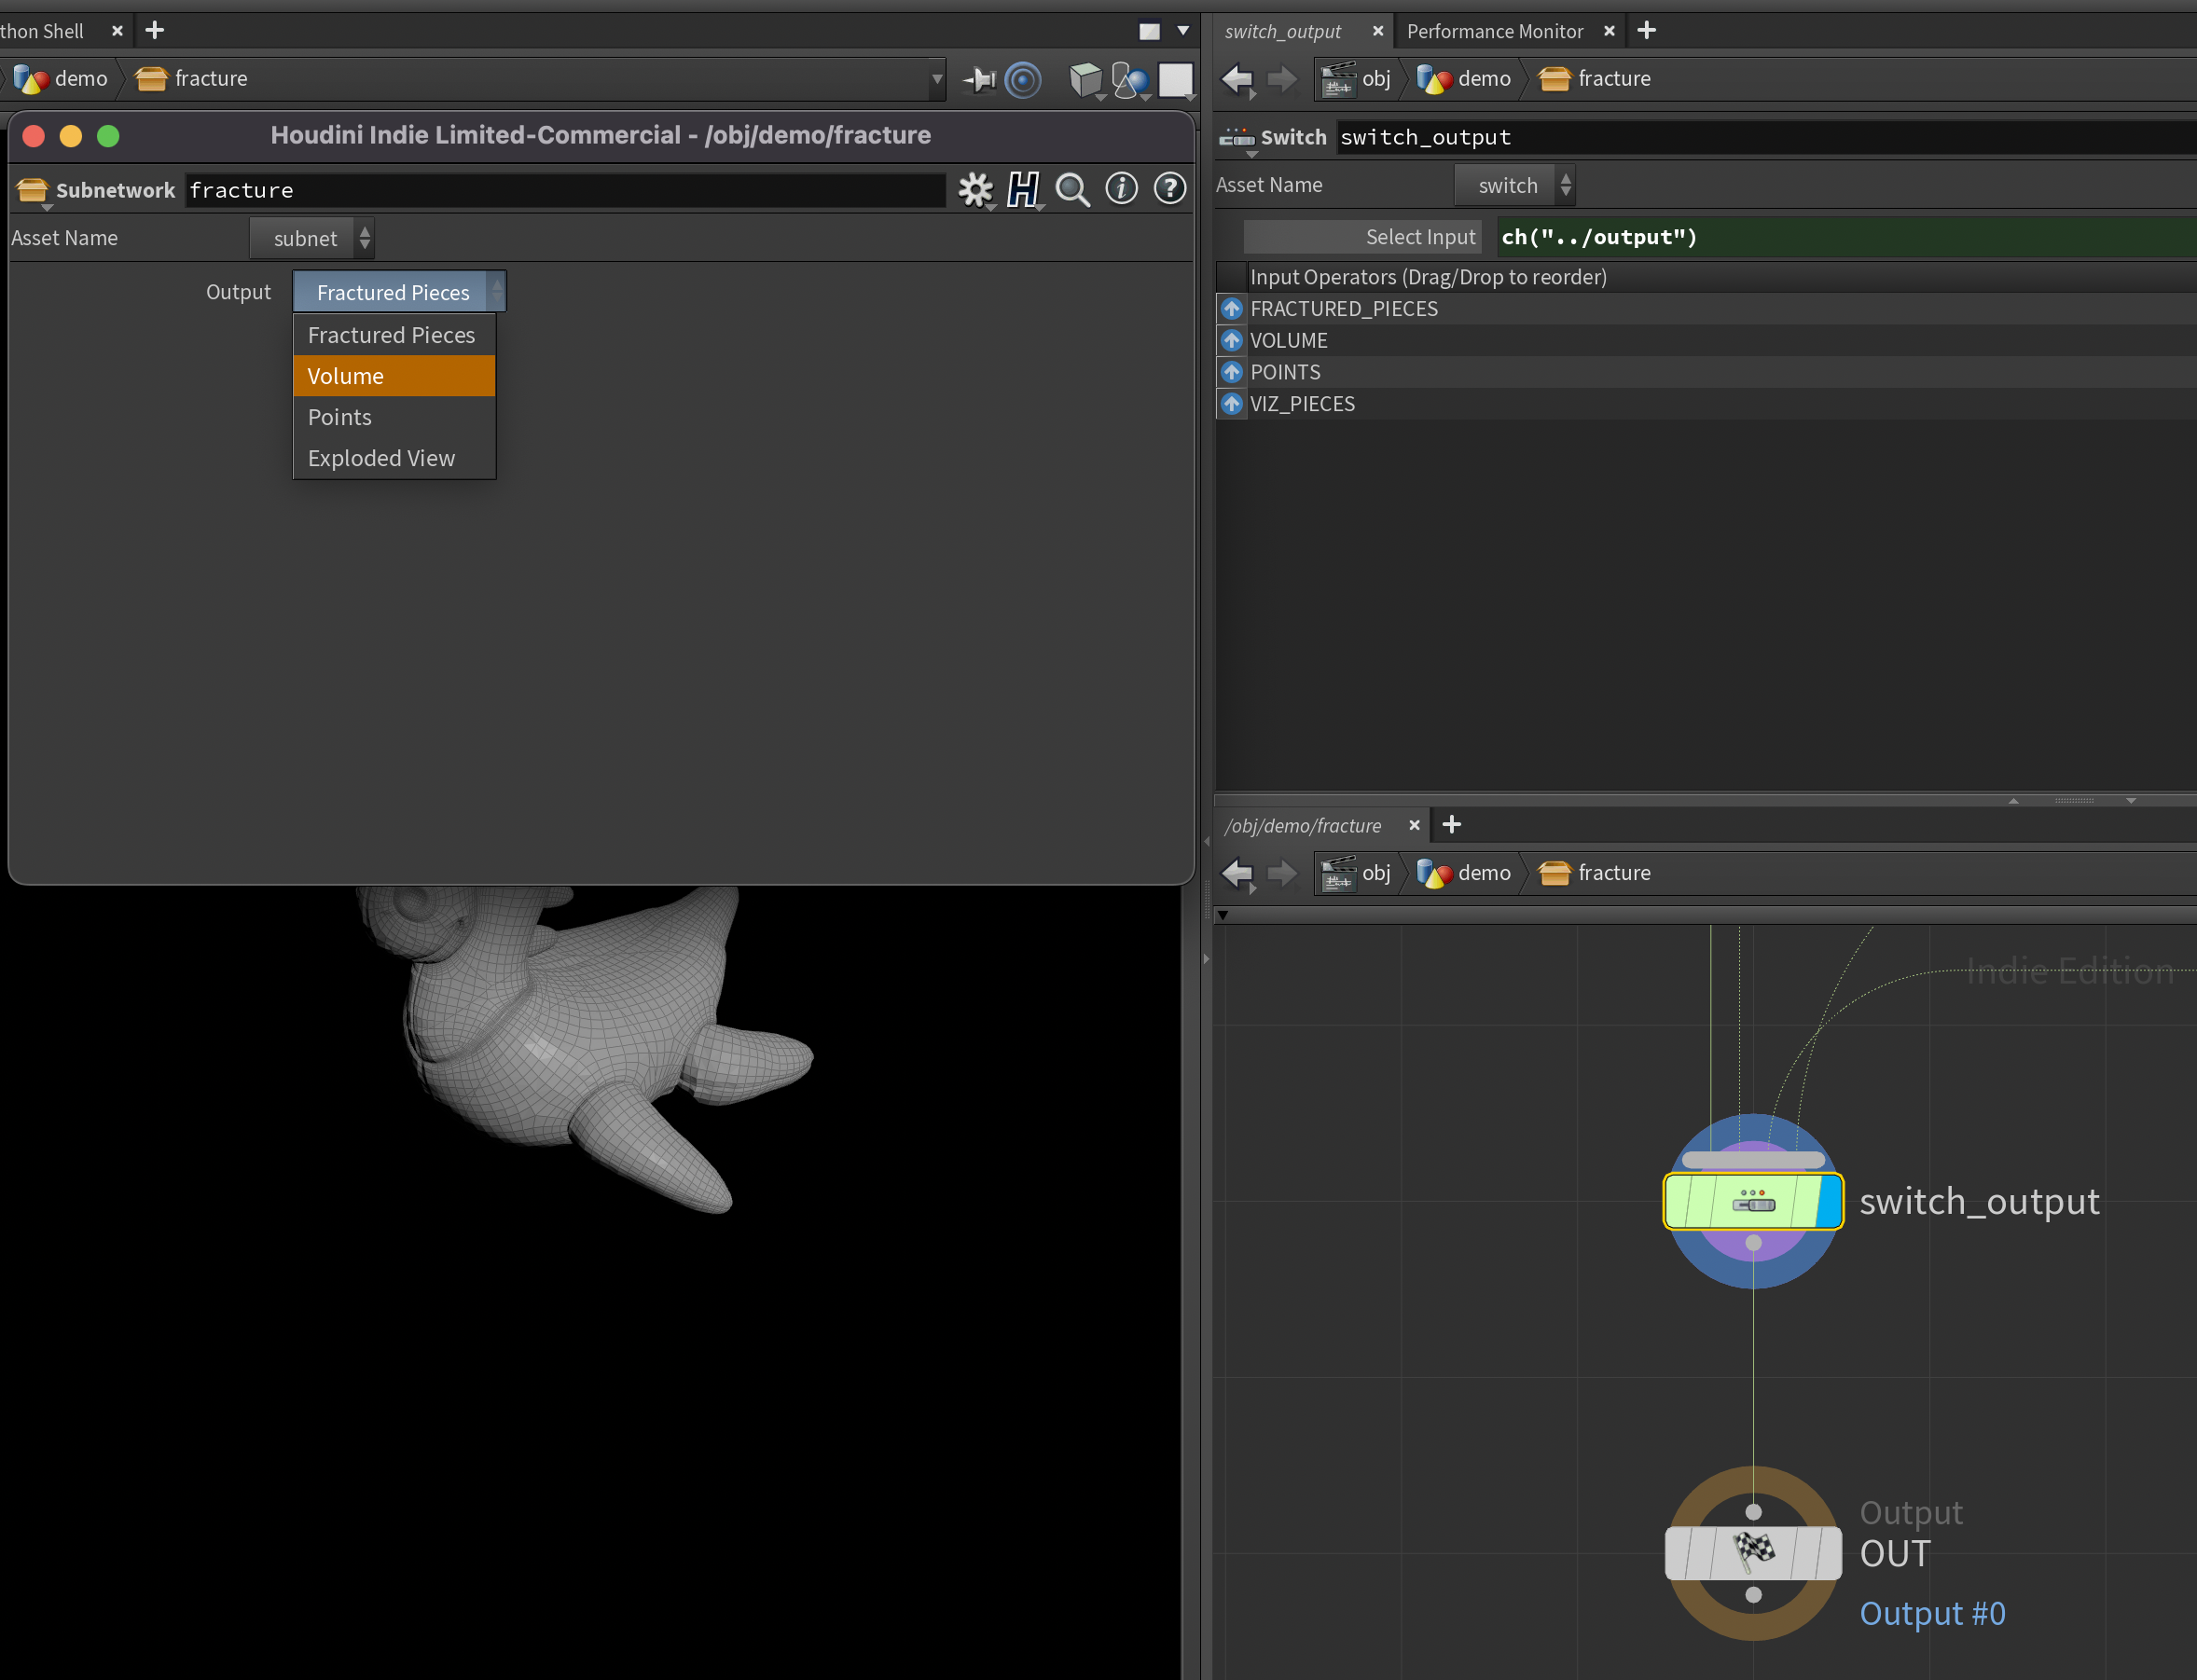 thon Shell
demo
fracture
Houdini Indie Limited-Commercial - /obj/demo/fracture
Subnetwork
fracture
Asset Name
subnet
Output
Fractured Pieces
Fractured Pieces
Volume
Points
Exploded View
switch_output
Performance Monitor
obj
demo
fracture
Switch
switch_output
Asset Name
switch
Select Input
ch("../output")
Input Operators (Drag/Drop to reorder)
FRACTURED_PIECES
VOLUME
POINTS
VIZ_PIECES
/obj/demo/fracture
obj
demo
fracture
Indie Edition
switch_output
Output
OUT
Output #0